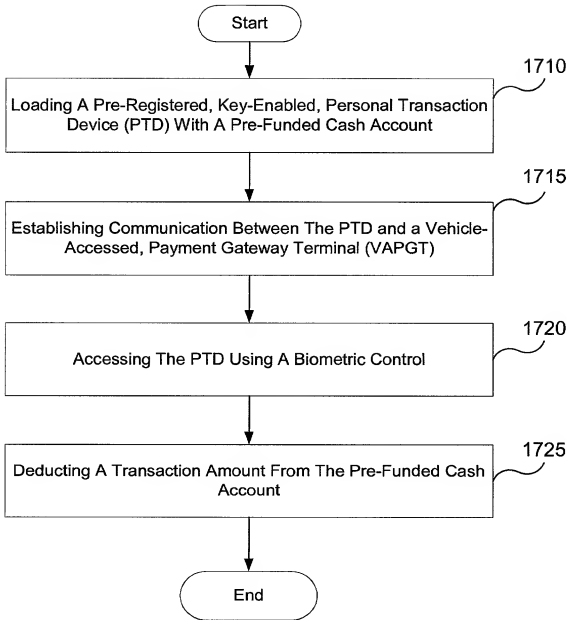 Start
1710
Loading A Pre-Registered, Key-Enabled, Personal Transaction
Device (PTD) With A Pre-Funded Cash Account
1715
Establishing Communication Between The PTD and a Vehicle-
Accessed, Payment Gateway Terminal (VAPGT)
1720
Accessing The PTD Using A Biometric Control
1725
Deducting A Transaction Amount From The Pre-Funded Cash
Account
End